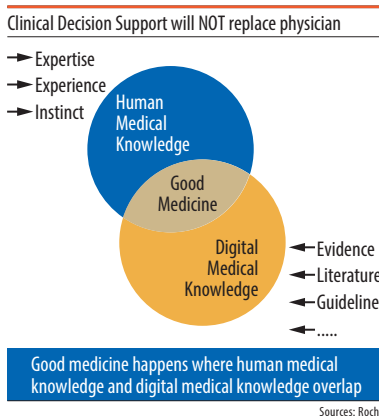 Clinical Decision Support will NOT replace physician
Expertise
Experience
Instinct
Human
Medical
Knowledge
Good
Medicine
Digital
Medical
Knowledge
Evidence
Literature
Guideline
.....
Good medicine happens where human medical
knowledge and digital medical knowledge overlap
Sources: Roch